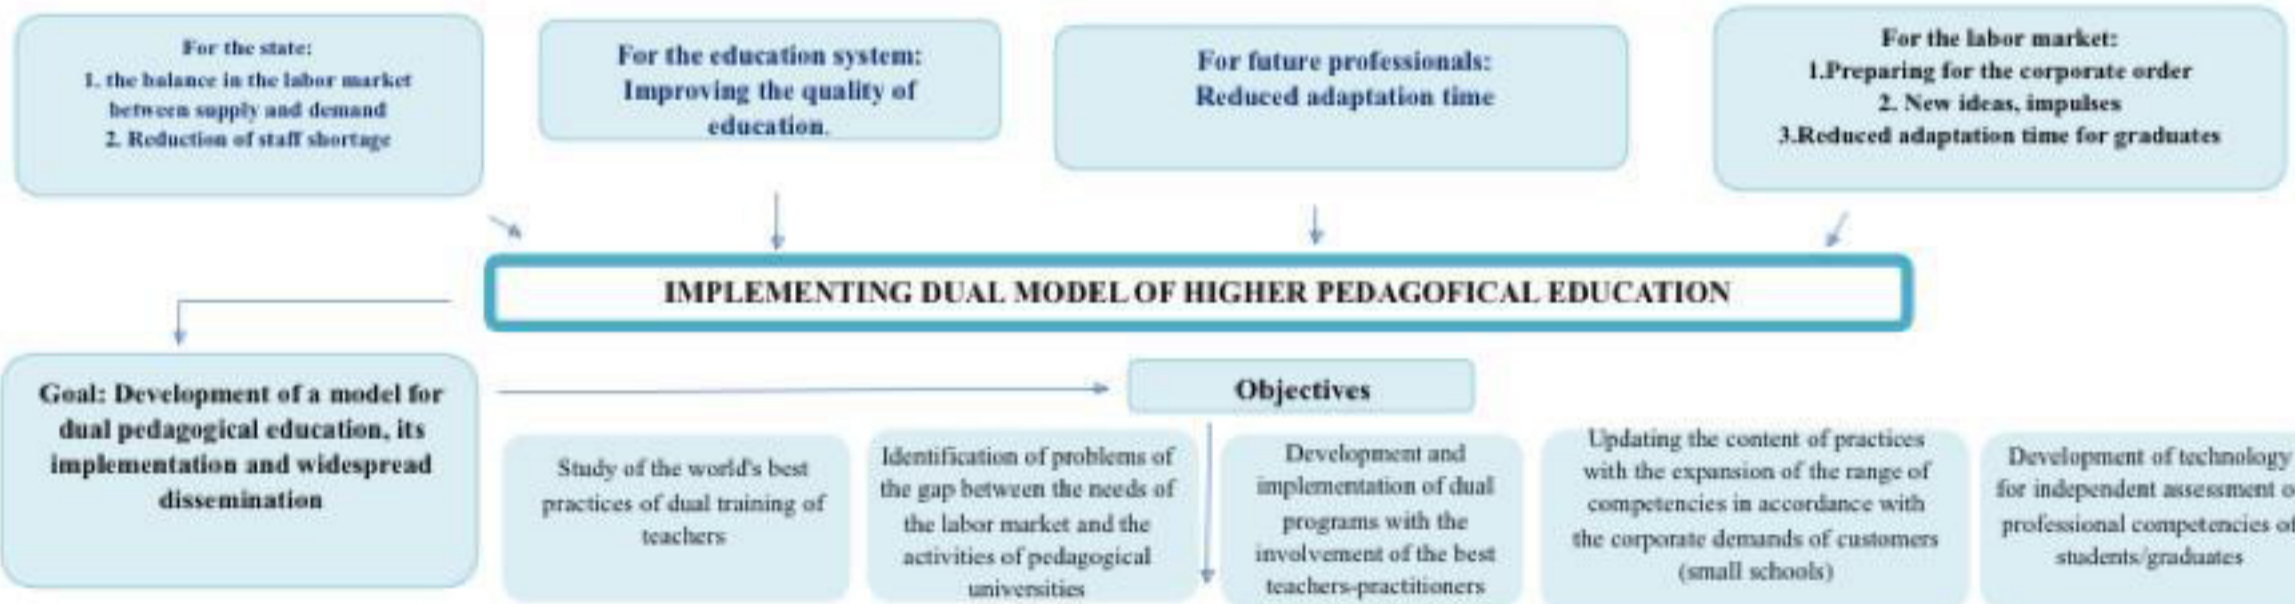 For the state:
1. the balance in the labor market
between supply and demand
2. Reduction of staff shortage
For the education system:
Improving the quality of
education.
For future professionals:
Reduced adaptation time
For the labor market:
1.Preparing for the corporate order
2. New ideas, impulses
3.Reduced adaptation time for graduates
IMPLEMENTING DUAL MODEL OF HIGHER PEDAGOFICAL EDUCATION
Goal: Development of a model for
dual pedagogical education, its
implementation and widespread
dissemination
Objectives
Study of the world's best
practices of dual training of
teachers
Identification of problems of
the gap between the needs of
the labor market and the
activities of pedagogical
universities
Development and
implementation of dual
programs with the
involvement of the best
teachers-practitioners
Updating the content of practices
with the expansion of the range of
competencies in accordance with
the corporate demands of customers
(small schools)
Development of technology
for independent assessment o
professional competencies of
students/graduates